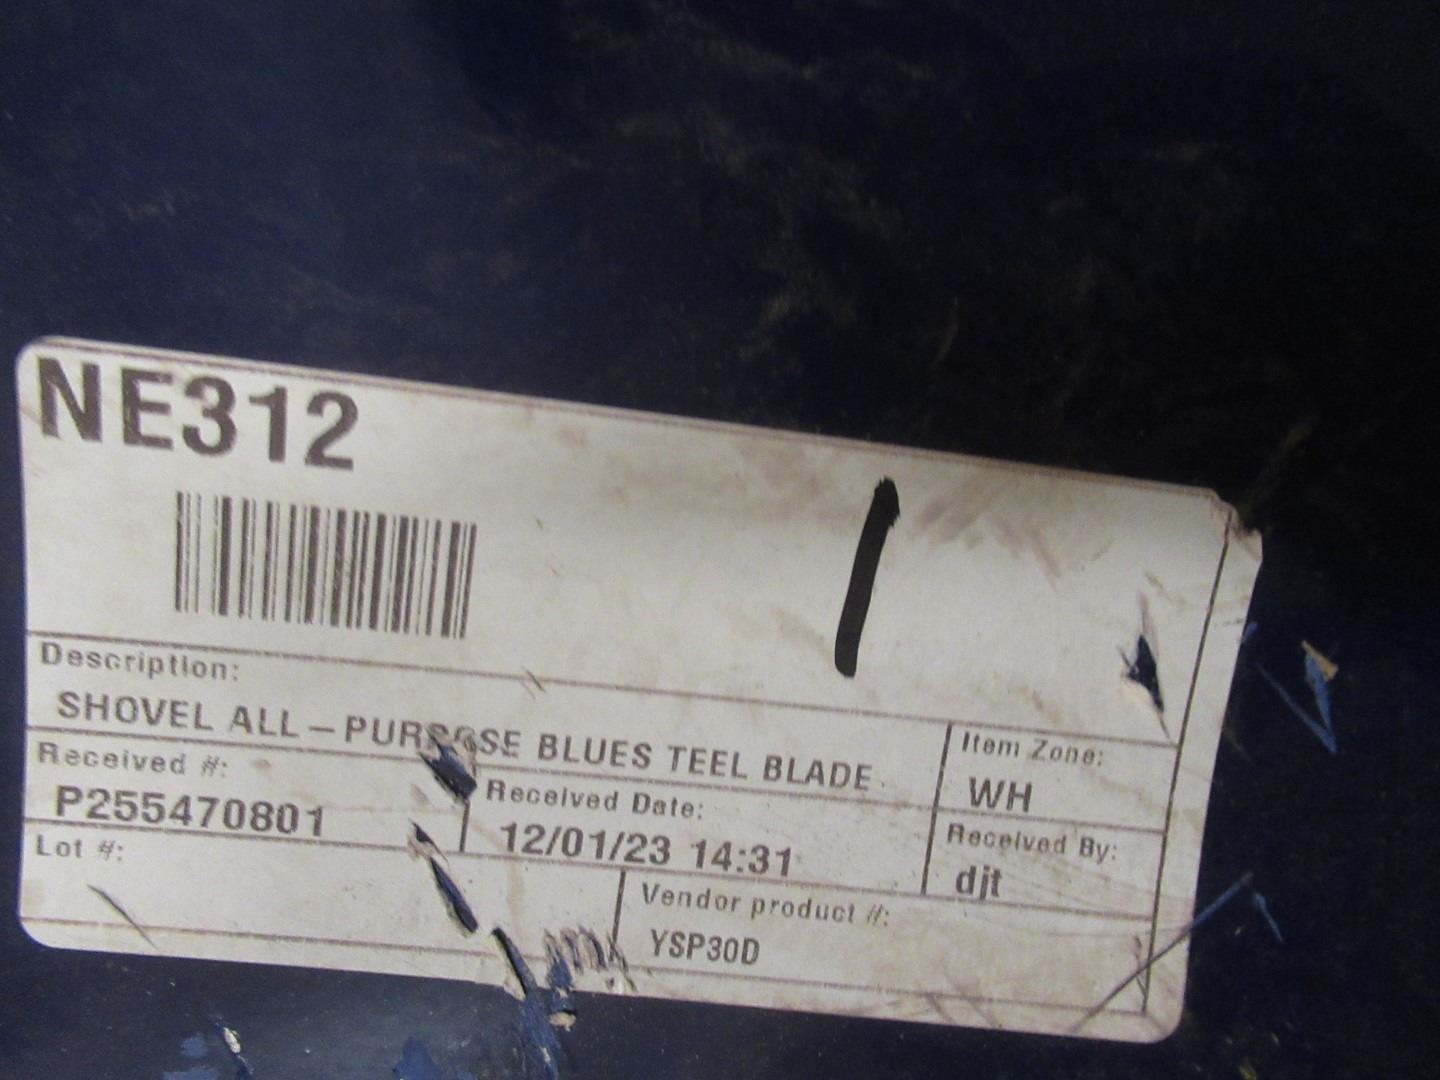 NE312
Description:
SHOVEL ALL-PURPOSE BLUES TEEL BLADE
Item Zone:
WH
Received #:
P255470801
Received Date:
12/01/23 14:31
Received By:
djt
Lot #:
Vendor product #:
YSP30D